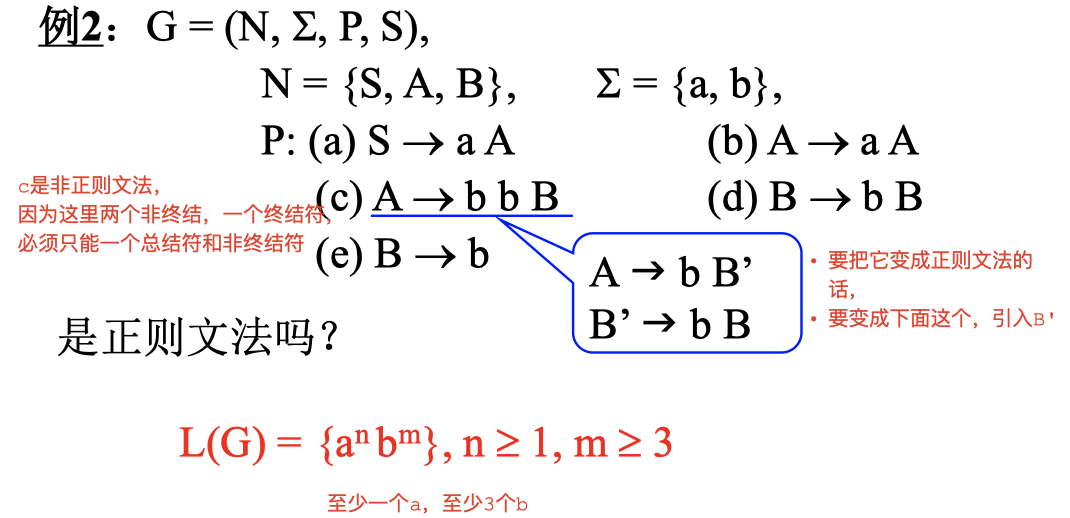 例2：G = (N, Σ, P, S),
N = {S, A, B}, Σ = {a, b},
P: (a) S → a A (b) A → a A
c是非正则文法，
因为这里两个非终结，一个终结符，
必须只能一个总结符和非终结符
(c) A → b b B (d) B → b B
(e) B → b
A → b B’
B’ → b B
• 要把它变成正则文法的
话，
• 要变成下面这个，引入B'
是正则文法吗？
L(G) = {aⁿ bᵐ}, n ≥ 1, m ≥ 3
至少一个a，至少3个b